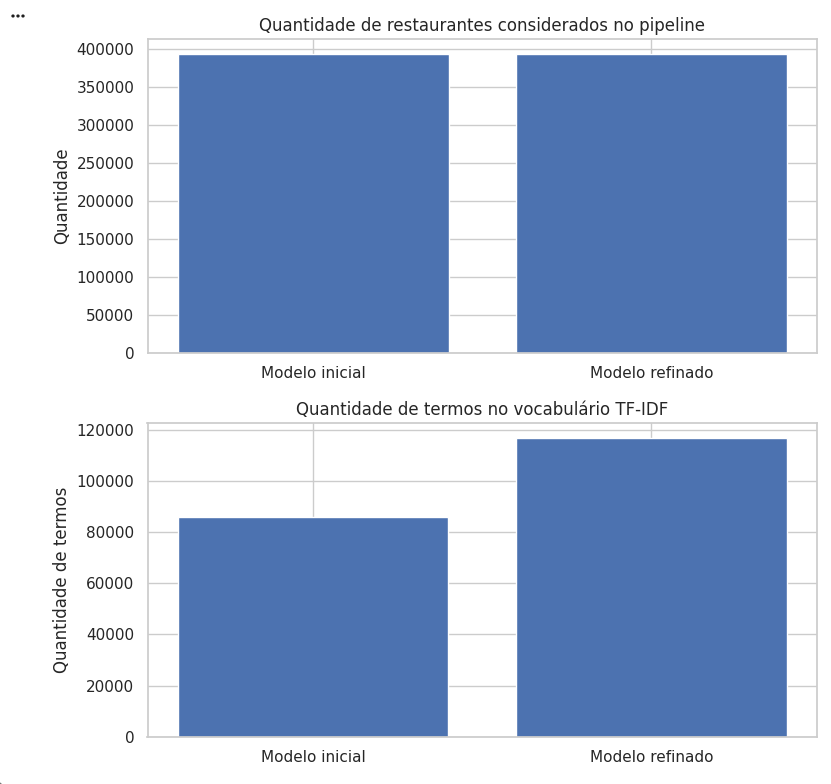 ...
Quantidade de restaurantes considerados no pipeline
400000
350000
300000
250000
200000
150000
100000
50000
0
Quantidade
Modelo inicial
Modelo refinado
Quantidade de termos no vocabulário TF-IDF
120000
100000
80000
60000
40000
20000
0
Quantidade de termos
Modelo inicial
Modelo refinado